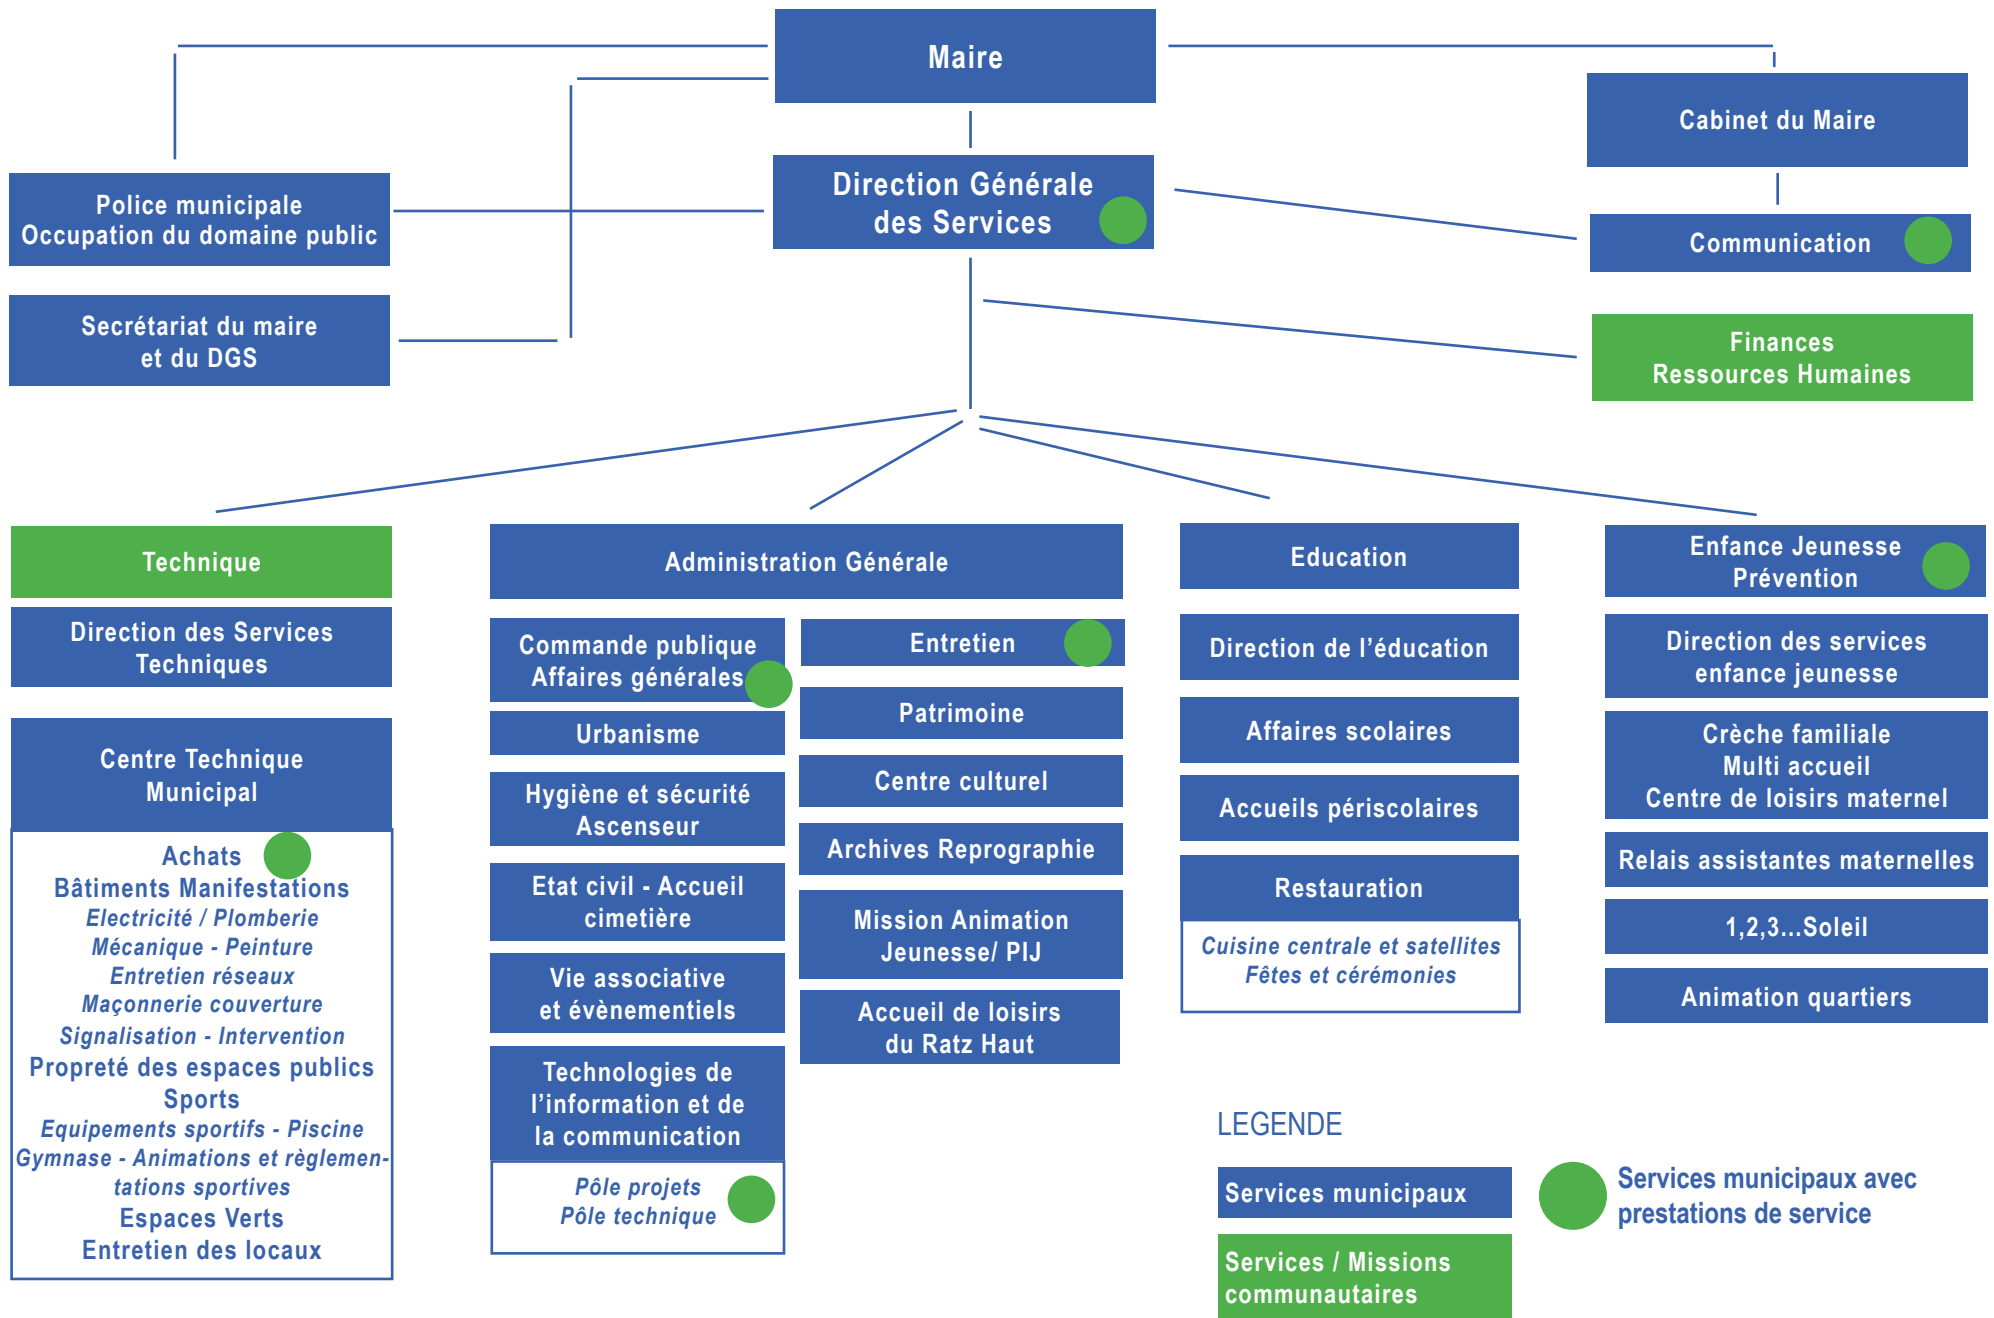 Maire
Cabinet du Maire
Direction Générale
des Services
Police municipale
Occupation du domaine public
Communication
Secrétariat du maire
et du DGS
Finances
Ressources Humaines
Technique
Direction des Services
Techniques
Centre Technique
Municipal
Achats
Bâtiments Manifestations
Electricité / Plomberie
Mécanique - Peinture
Entretien réseaux
Maçonnerie couverture
Signalisation - Intervention
Propreté des espaces publics
Sports
Equipements sportifs - Piscine
Gymnase - Animations et règlemen-
tations sportives
Espaces Verts
Entretien des locaux
Administration Générale
Commande publique
Affaires générales
Urbanisme
Hygiène et sécurité
Ascenseur
Etat civil - Accueil
cimetière
Vie associative
et évènementiels
Technologies de
l’information et de
la communication
Pôle projets
Pôle technique
Entretien
Patrimoine
Centre culturel
Archives Reprographie
Mission Animation
Jeunesse/ PIJ
Accueil de loisirs
du Ratz Haut
Education
Direction de l’éducation
Affaires scolaires
Accueils périscolaires
Restauration
Cuisine centrale et satellites
Fêtes et cérémonies
Enfance Jeunesse
Prévention
Direction des services
enfance jeunesse
Crèche familiale
Multi accueil
Centre de loisirs maternel
Relais assistantes maternelles
1,2,3...Soleil
Animation quartiers
LEGENDE
Services municipaux
Services / Missions
communautaires
Services municipaux avec
prestations de service